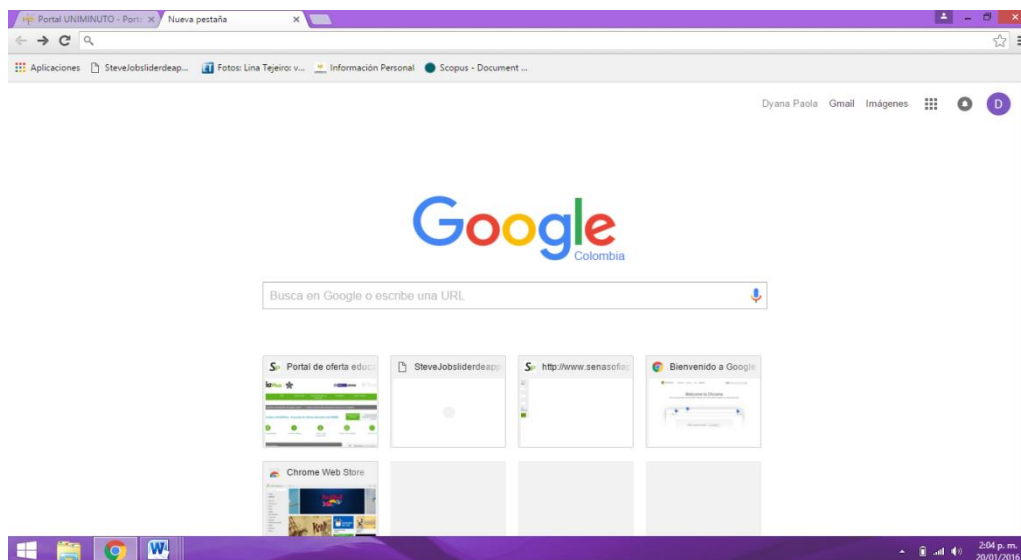 Portal UNIMINUTO - Port
Nueva pestaña
Aplicaciones
SteveJobsliderdeap...
Fotos: Lina Tejeiro: v...
Información Personal
Scopus - Document ...
Dyana Paola
Gmail
Imágenes
D
Google
Colombia
Busca en Google o escribe una URL
Portal de oferta educ
SteveJobsliderdeapp
http://www.senasofiap
Bienvenido a Google
Chrome Web Store
2:04 p. m.
20/01/2016